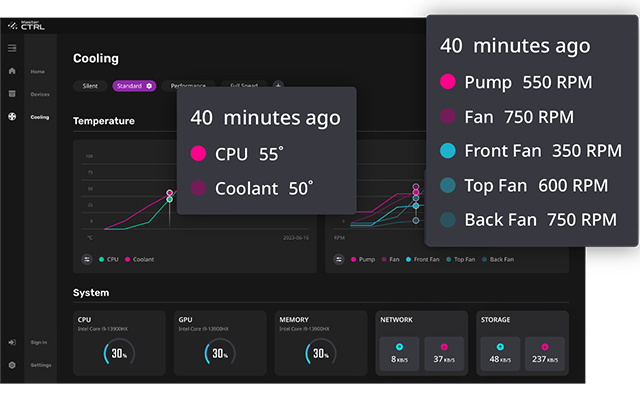 Master
CTRL
Home
Devices
Cooling
Sign in
Settings
Cooling
Silent
Standard
Performance
Full Speed
Temperature
100
75
50
25
0
°C
2023-06-16
CPU
Coolant
40 minutes ago
CPU 55°
Coolant 50°
RPM
Pump
Fan
Front Fan
Top Fan
Back Fan
40 minutes ago
Pump 550 RPM
Fan 750 RPM
Front Fan 350 RPM
Top Fan 600 RPM
Back Fan 750 RPM
System
CPU
Intel Core i9-13900HX
30%
GPU
Intel Core i9-13900HX
30%
MEMORY
Intel Core i9-13900HX
30%
NETWORK
8 KB/S
37 KB/S
STORAGE
48 KB/S
237 KB/S